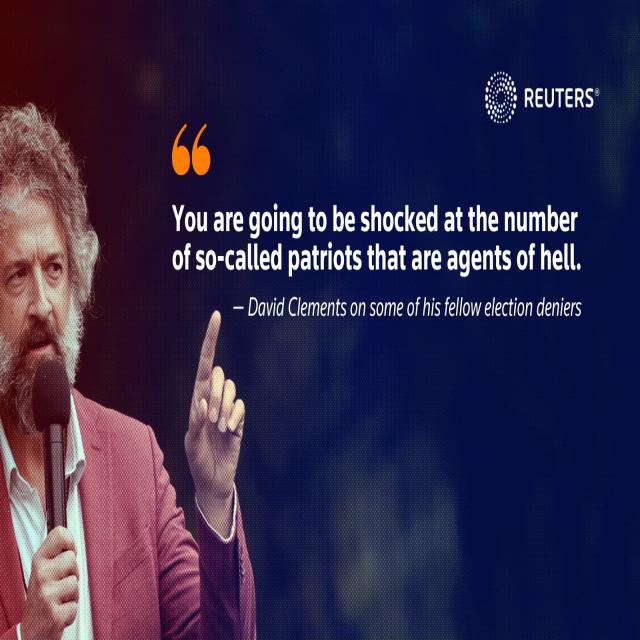 REUTERS®
“
You are going to be shocked at the number
of so-called patriots that are agents of hell.
– David Clements on some of his fellow election deniers